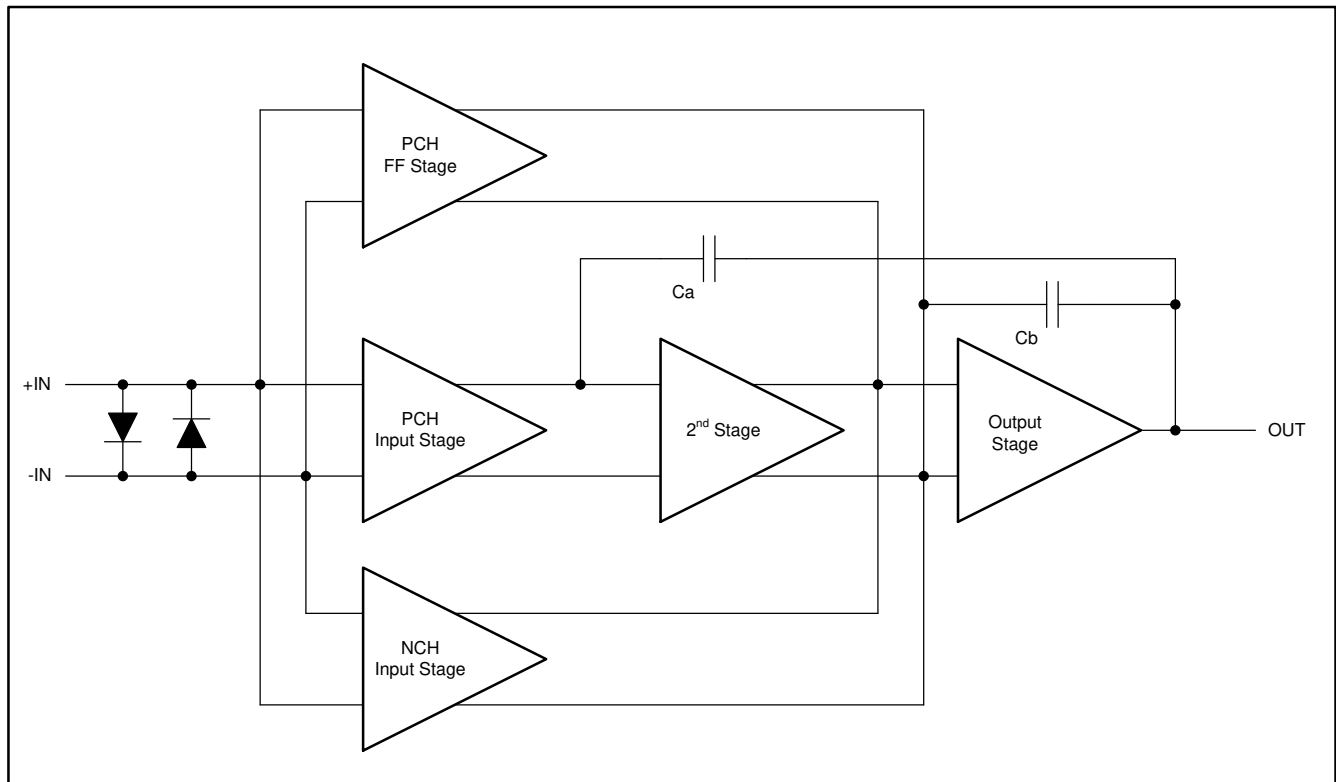 PCH
FF Stage
Ca
Cb
+IN
-IN
PCH
Input Stage
2nd Stage
Output
Stage
OUT
NCH
Input Stage